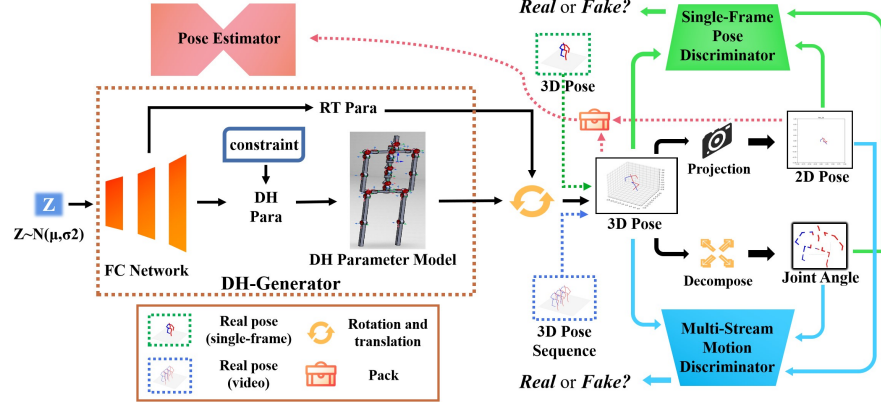 Real or Fake?
Single-Frame
Pose
Discriminator
Pose Estimator
3D Pose
RT Para
constraint
Projection
2D Pose
Z
DH
Para
3D Pose
Z~N(μ,σ2)
FC Network
DH Parameter Model
Decompose
Joint Angle
DH-Generator
3D Pose
Sequence
Real pose
(single-frame)
Rotation and
translation
Multi-Stream
Motion
Discriminator
Real pose
(video)
Pack
Real or Fake?